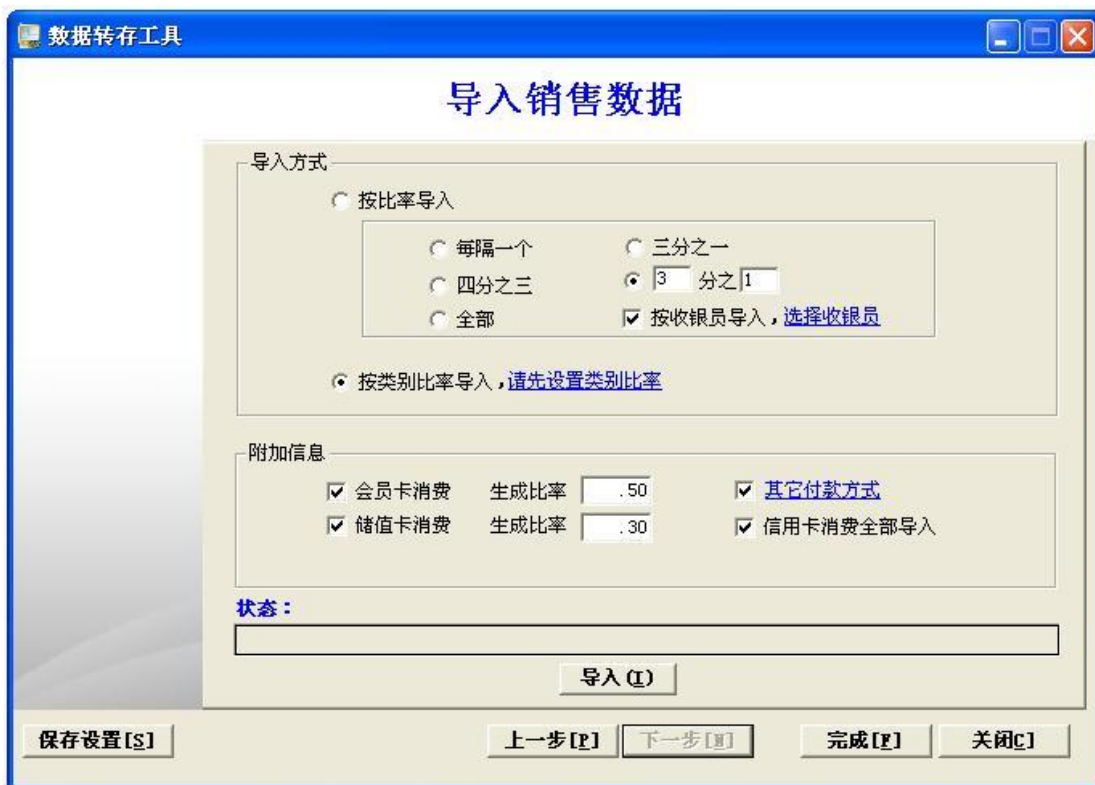 数据转存工具
导入销售数据
导入方式
按比率导入
每隔一个 三分之一
四分之三 3 分之 1
全部 按收银员导入，选择收银员
按类别比率导入，请先设置类别比率
附加信息
会员卡消费 生成比率 .50 其它付款方式
储值卡消费 生成比率 .30 信用卡消费全部导入
状态：
导入(I)
保存设置[S] 上一步[P] 下一步[N] 完成[F] 关闭C]